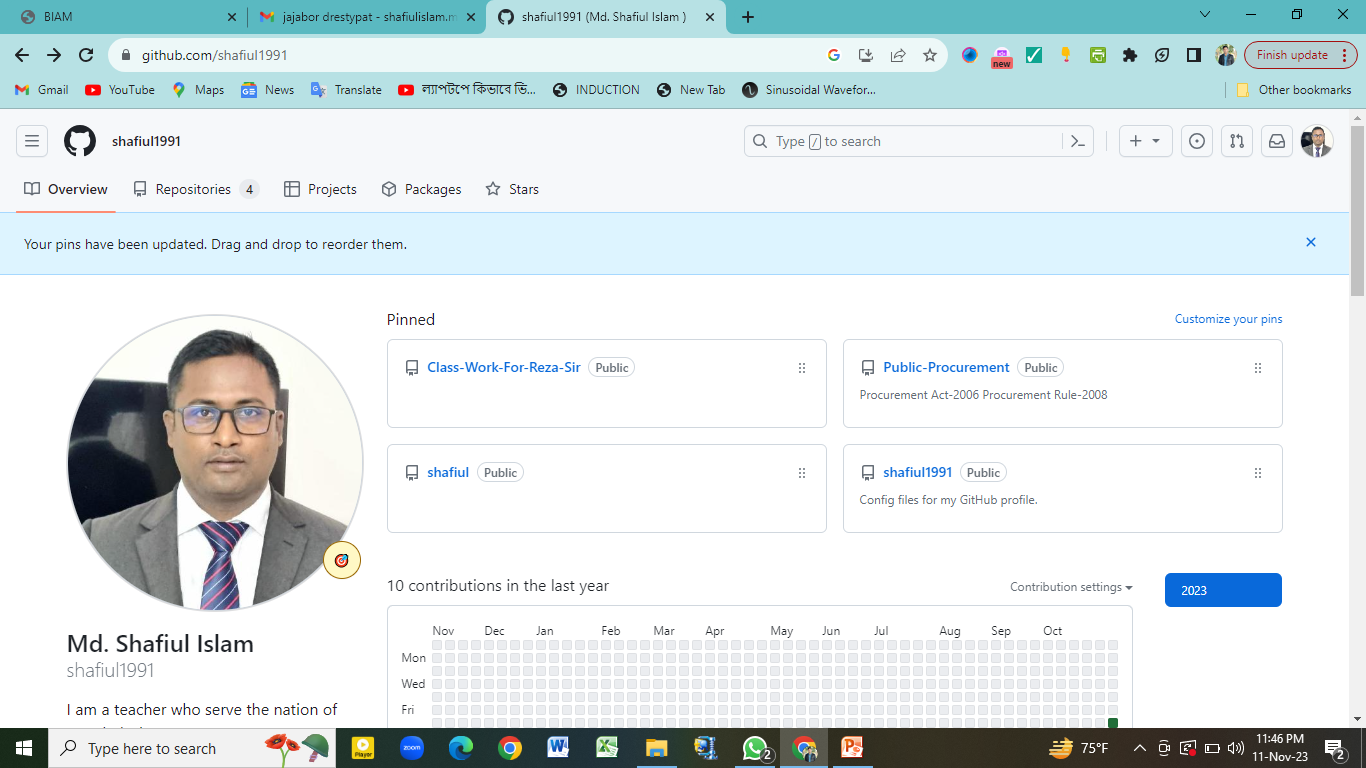 BIAM
jajabor drestypat - shafiulislam.m
shafiul1991 (Md. Shafiul Islam )
github.com/shafiul1991
new
Finish update
Gmail
YouTube
Maps
News
Translate
ল্যাপটপে কিভাবে ভি...
INDUCTION
New Tab
Sinusoidal Wavefor...
Other bookmarks
shafiul1991
Type / to search
Overview
Repositories 4
Projects
Packages
Stars
Your pins have been updated. Drag and drop to reorder them.
Pinned
Customize your pins
Class-Work-For-Reza-Sir Public
Public-Procurement Public
Procurement Act-2006 Procurement Rule-2008
shafiul Public
shafiul1991 Public
Config files for my GitHub profile.
10 contributions in the last year
Contribution settings
2023
Nov Dec Jan Feb Mar Apr May Jun Jul Aug Sep Oct
Mon
Wed
Fri
Md. Shafiul Islam
shafiul1991
I am a teacher who serve the nation of
Type here to search
Player
zoom
2
75°F
11:46 PM
11-Nov-23
2